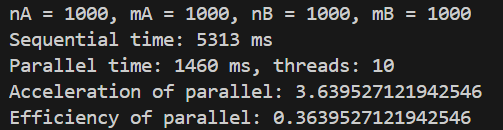 nA = 1000, mA = 1000, nB = 1000, mB = 1000
Sequential time: 5313 ms
Parallel time: 1460 ms, threads: 10
Acceleration of parallel: 3.639527121942546
Efficiency of parallel: 0.3639527121942546